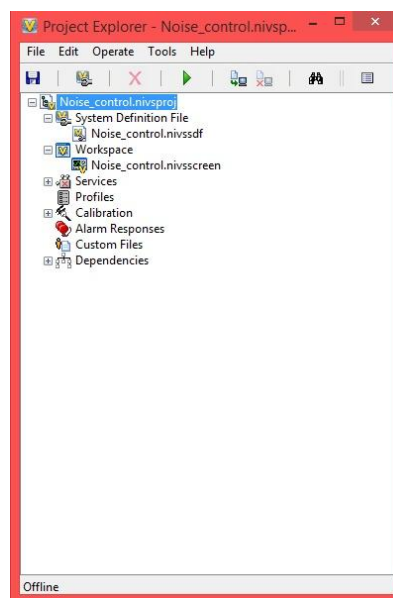 Project Explorer - Noise_control.nivsp...
File Edit Operate Tools Help
Noise_control.nivsproj
System Definition File
Noise_control.nivssdf
Workspace
Noise_control.nivsscreen
Services
Profiles
Calibration
Alarm Responses
Custom Files
Dependencies
Offline